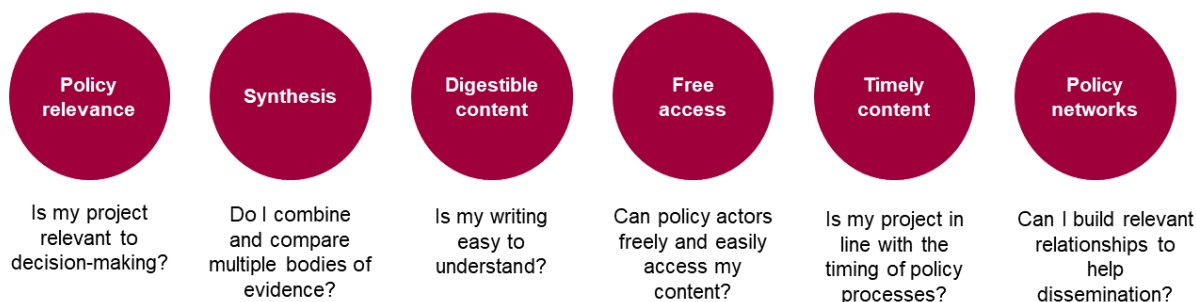 Policy
relevance
Synthesis
Digestible
content
Free
access
Timely
content
Policy
networks
Is my project
relevant to
decision-making?
Do I combine
and compare
multiple bodies of
evidence?
Is my writing
easy to
understand?
Can policy actors
freely and easily
access my
content?
Is my project in
line with the
timing of policy
processes?
Can I build relevant
relationships to
help
dissemination?